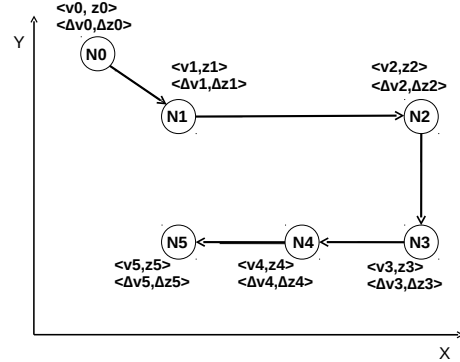 <v0, z0>
<Δv0,Δz0>
Y
N0
<v1,z1>
<Δv1,Δz1>
<v2,z2>
<Δv2,Δz2>
N1
N2
N5
N4
N3
<v5,z5>
<Δv5,Δz5>
<v4,z4>
<Δv4,Δz4>
<v3,z3>
<Δv3,Δz3>
X